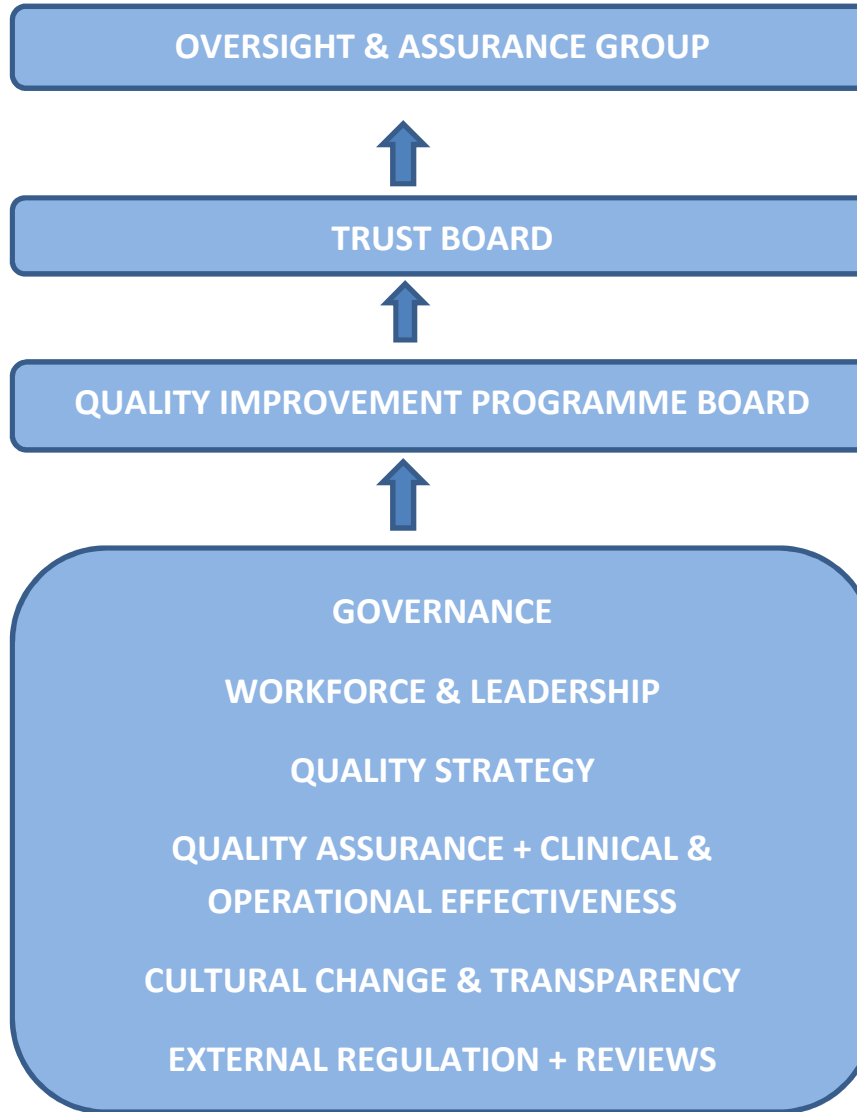 OVERSIGHT & ASSURANCE GROUP
TRUST BOARD
QUALITY IMPROVEMENT PROGRAMME BOARD
GOVERNANCE
WORKFORCE & LEADERSHIP
QUALITY STRATEGY
QUALITY ASSURANCE + CLINICAL &
OPERATIONAL EFFECTIVENESS
CULTURAL CHANGE & TRANSPARENCY
EXTERNAL REGULATION + REVIEWS